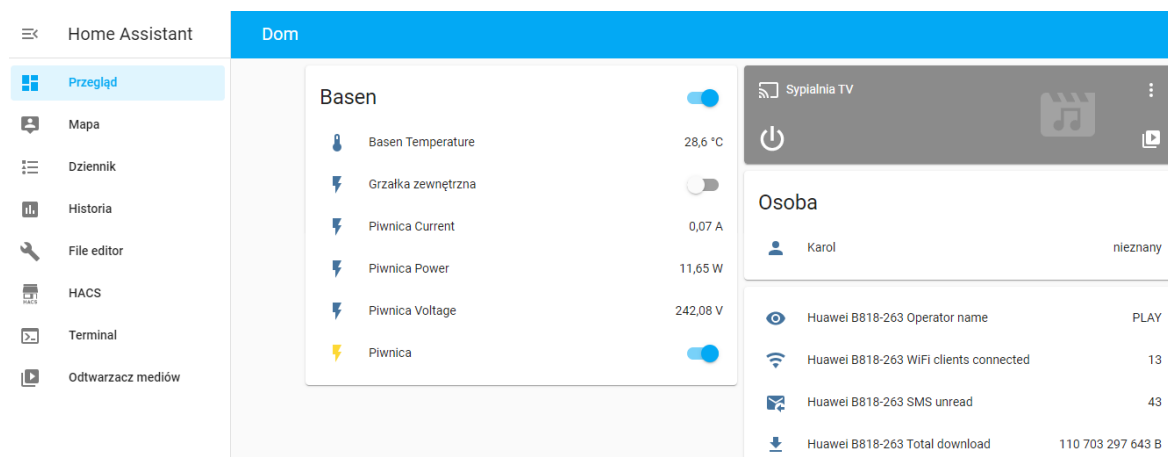 Home Assistant
Przegląd
Mapa
Dziennik
Historia
File editor
HACS
HACS
Terminal
Odtwarzacz mediów
Dom
Basen
Basen Temperature 28,6 °C
Grzałka zewnętrzna
Piwnica Current 0,07 A
Piwnica Power 11,65 W
Piwnica Voltage 242,08 V
Piwnica
Sypialnia TV
Osoba
Karol nieznany
Huawei B818-263 Operator name PLAY
Huawei B818-263 WiFi clients connected 13
Huawei B818-263 SMS unread 43
Huawei B818-263 Total download 110 703 297 643 B